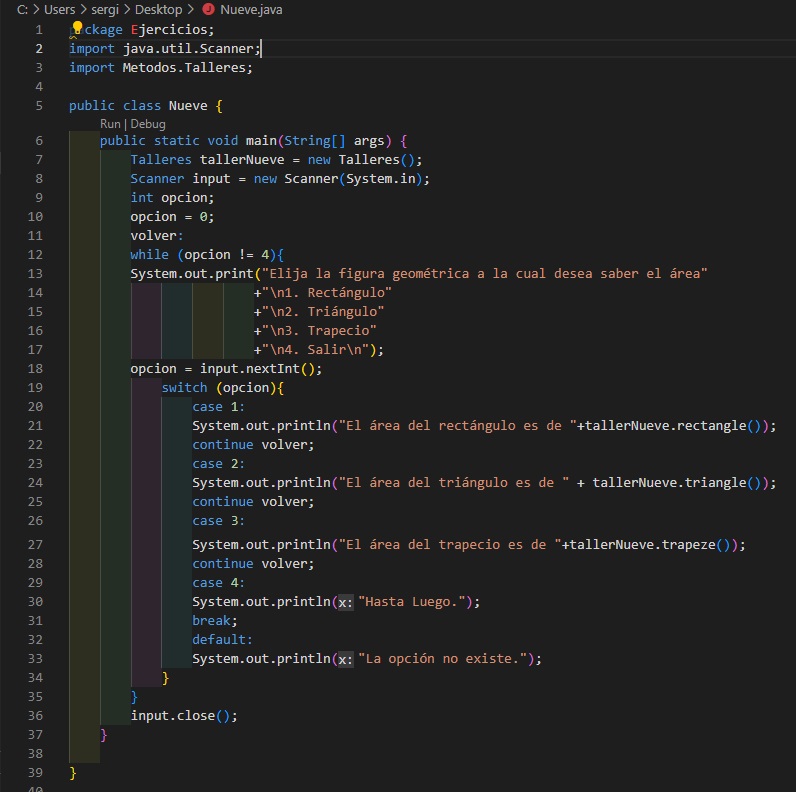 C: > Users > sergi > Desktop > Nueve.java
1 ckage Ejercicios;
2 import java.util.Scanner;
3 import Metodos.Talleres;
4
5 public class Nueve {
Run | Debug
6 public static void main(String[] args) {
7 Talleres tallerNueve = new Talleres();
8 Scanner input = new Scanner(System.in);
9 int opcion;
10 opcion = 0;
11 volver:
12 while (opcion != 4){
13 System.out.print("Elija la figura geométrica a la cual desea saber el área"
14 +"\n1. Rectángulo"
15 +"\n2. Triángulo"
16 +"\n3. Trapecio"
17 +"\n4. Salir\n");
18 opcion = input.nextInt();
19 switch (opcion){
20 case 1:
21 System.out.println("El área del rectángulo es de "+tallerNueve.rectangle());
22 continue volver;
23 case 2:
24 System.out.println("El área del triángulo es de " + tallerNueve.triangle());
25 continue volver;
26 case 3:
27 System.out.println("El área del trapecio es de "+tallerNueve.trapeze());
28 continue volver;
29 case 4:
30 System.out.println(x: "Hasta Luego.");
31 break;
32 default:
33 System.out.println(x: "La opción no existe.");
34 }
35 }
36 input.close();
37 }
38
39 }
40